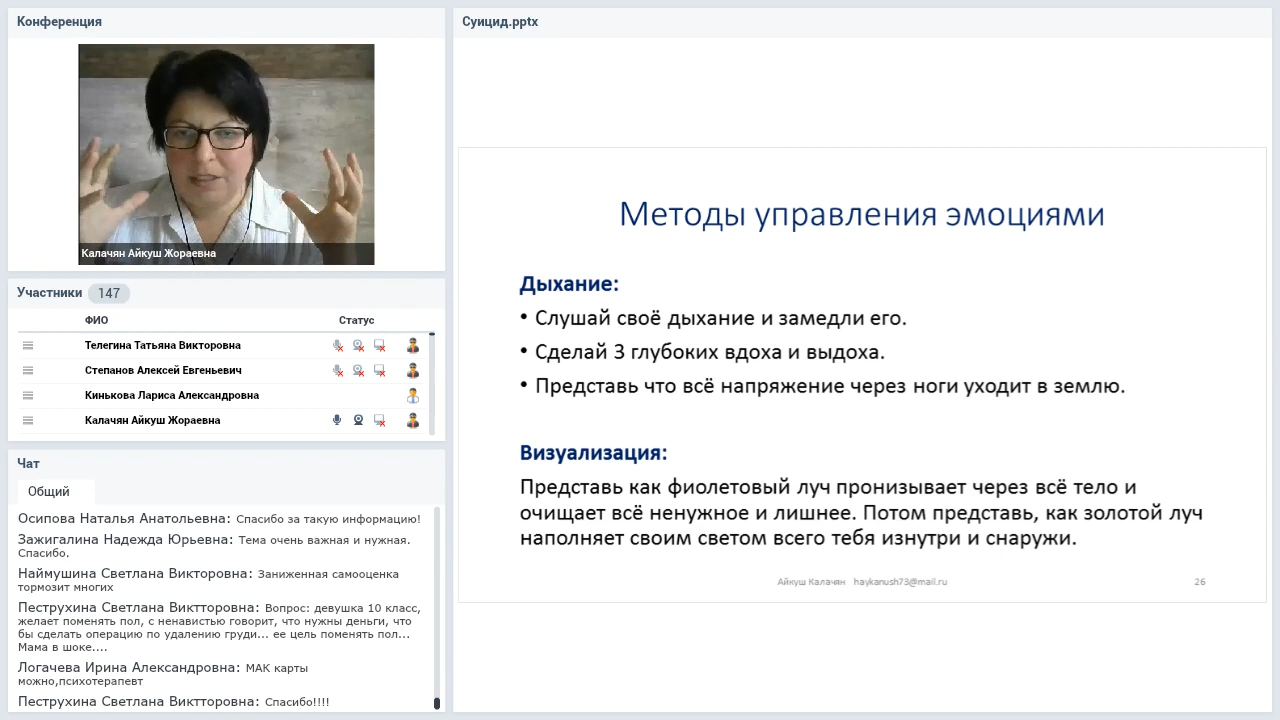 Конференция
Калачян Айкуш Жораевна
Участники 147
ФИО Статус
Телегина Татьяна Викторовна
Степанов Алексей Евгеньевич
Кинькова Лариса Александровна
Калачян Айкуш Жораевна
Чат
Общий
Осипова Наталья Анатольевна: Спасибо за такую информацию!
Зажигалина Надежда Юрьевна: Тема очень важная и нужная.
Спасибо.
Наймушина Светлана Викторовна: Заниженная самооценка
тормозит многих
Пеструхина Светлана Виктторовна: Вопрос: девушка 10 класс,
желает поменять пол, с ненавистью говорит, что нужны деньги, что
бы сделать операцию по удалению груди... ее цель поменять пол...
Мама в шоке....
Логачева Ирина Александровна: МАК карты
можно,психотерапевт
Пеструхина Светлана Виктторовна: Спасибо!!!!
Суицид.pptx
Методы управления эмоциями
Дыхание:
• Слушай своё дыхание и замедли его.
• Сделай 3 глубоких вдоха и выдоха.
• Представь что всё напряжение через ноги уходит в землю.
Визуализация:
Представь как фиолетовый луч пронизывает через всё тело и
очищает всё ненужное и лишнее. Потом представь, как золотой луч
наполняет своим светом всего тебя изнутри и снаружи.
Айкуш Калачян haykanush73@mail.ru 26